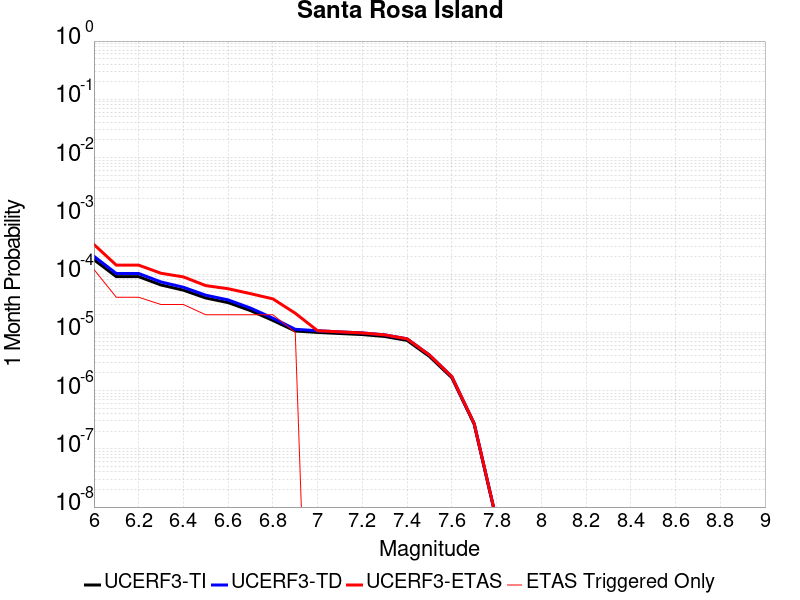 Santa Rosa Island
10^0
10^-1
10^-2
10^-3
10^-4
10^-5
10^-6
10^-7
10^-8
1 Month Probability
6 6.2 6.4 6.6 6.8 7 7.2 7.4 7.6 7.8 8 8.2 8.4 8.6 8.8 9
Magnitude
UCERF3-TI UCERF3-TD UCERF3-ETAS ETAS Triggered Only